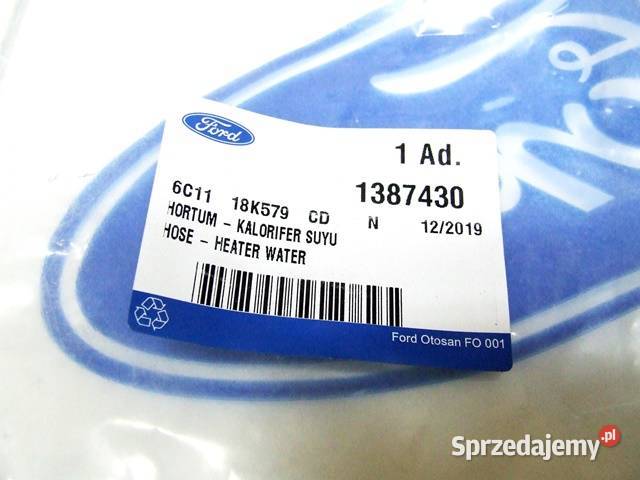 Ford
1 Ad.
6C11 18K579 CD
1387430
HORTUM - KALORIFER SUYU
N 12/2019
HOSE - HEATER WATER
Ford Otosan FO 001
Sprzedajemy.pl